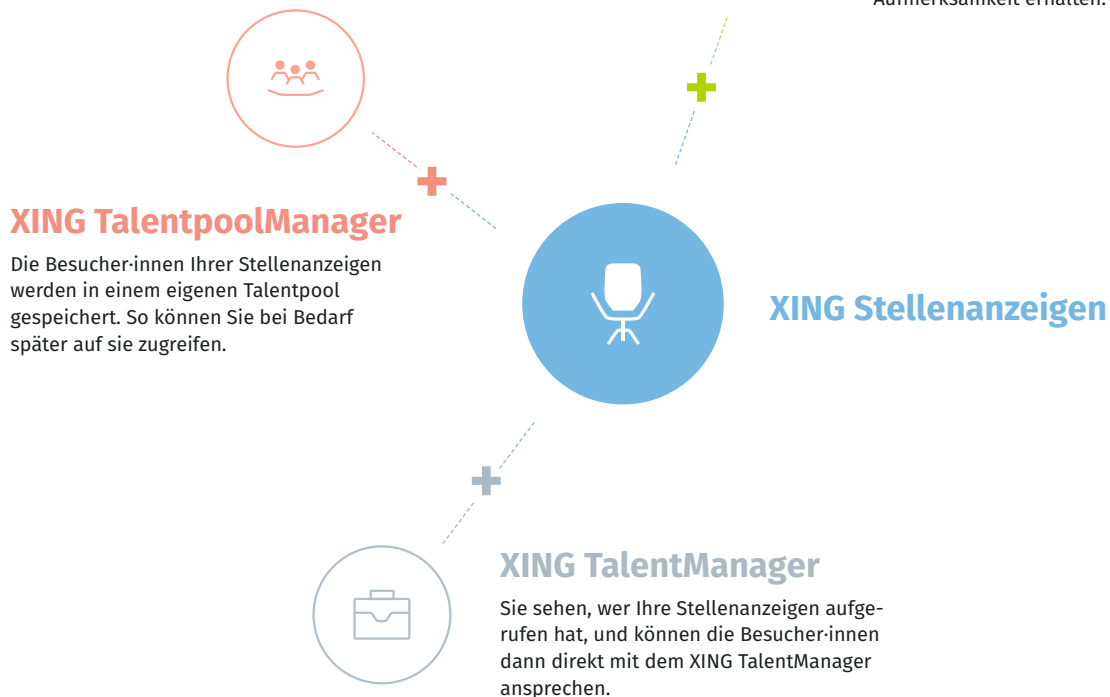 Aufmerksamkeit erhalten.
XING TalentpoolManager
Die Besucher·innen Ihrer Stellenanzeigen
werden in einem eigenen Talentpool
gespeichert. So können Sie bei Bedarf
später auf sie zugreifen.
XING Stellenanzeigen
XING TalentManager
Sie sehen, wer Ihre Stellenanzeigen aufge-
rufen hat, und können die Besucher·innen
dann direkt mit dem XING TalentManager
ansprechen.